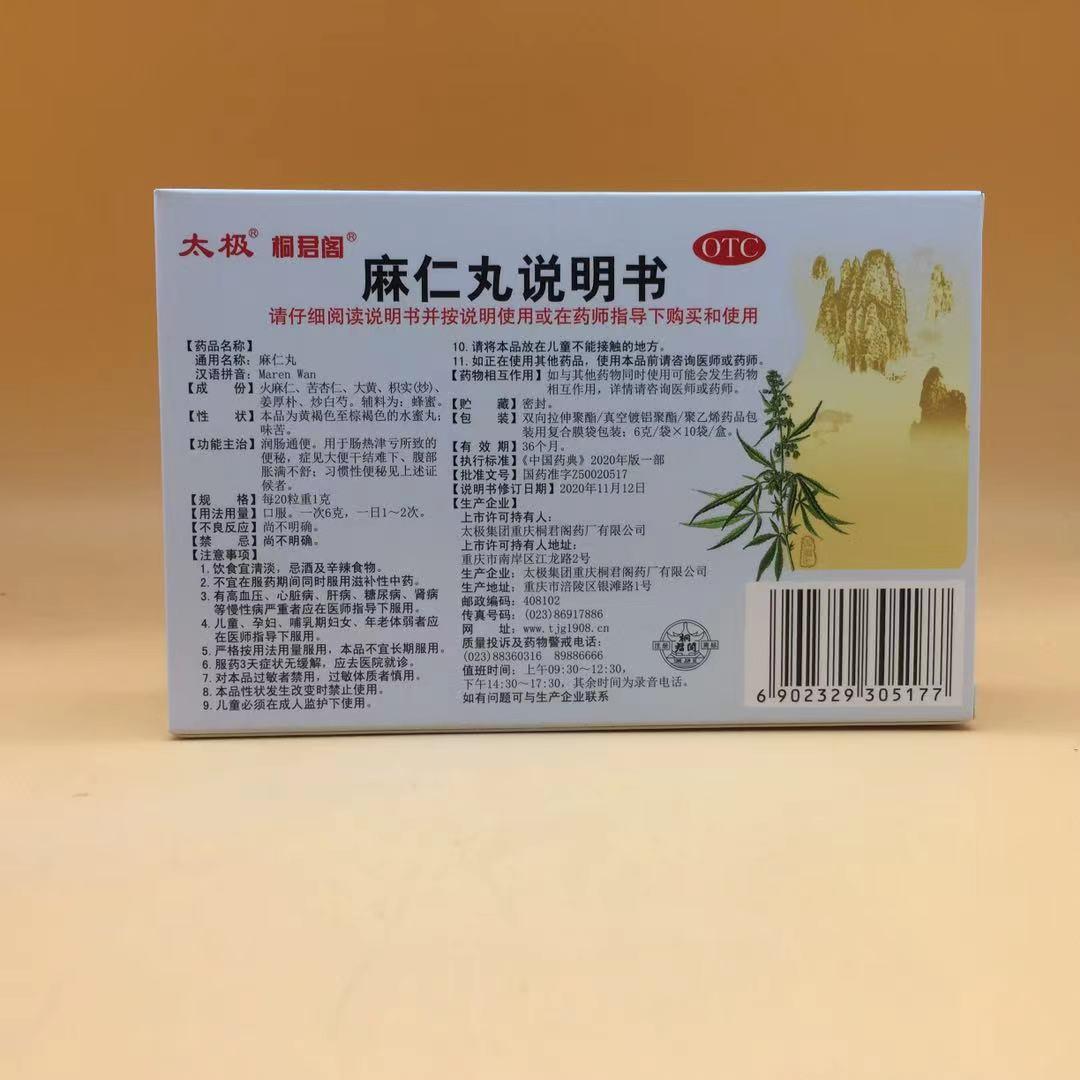 太极® 桐君阁®
OTC
麻仁丸说明书
请仔细阅读说明书并按说明使用或在药师指导下购买和使用
【药品名称】
通用名称：麻仁丸
汉语拼音：Maren Wan
【成 份】火麻仁、苦杏仁、大黄、枳实(炒)、
姜厚朴、炒白芍。辅料为：蜂蜜。
【性 状】本品为黄褐色至棕褐色的水蜜丸；
味苦。
【功能主治】润肠通便。用于肠热津亏所致的
便秘，症见大便干结难下、腹部
胀满不舒；习惯性便秘见上述证
候者。
【规 格】每20粒重1克
【用法用量】口服。一次6克，一日1～2次。
【不良反应】尚不明确。
【禁 忌】尚不明确。
【注意事项】
1. 饮食宜清淡，忌酒及辛辣食物。
2. 不宜在服药期间同时服用滋补性中药。
3. 有高血压、心脏病、肝病、糖尿病、肾病
等慢性病严重者应在医师指导下服用。
4. 儿童、孕妇、哺乳期妇女、年老体弱者应
在医师指导下服用。
5. 严格按用法用量服用，本品不宜长期服用。
6. 服药3天症状无缓解，应去医院就诊。
7. 对本品过敏者禁用，过敏体质者慎用。
8. 本品性状发生改变时禁止使用。
9. 儿童必须在成人监护下使用。
10. 请将本品放在儿童不能接触的地方。
11. 如正在使用其他药品，使用本品前请咨询医师或药师。
【药物相互作用】如与其他药物同时使用可能会发生药物
相互作用，详情请咨询医师或药师。
【贮 藏】密封。
【包 装】双向拉伸聚酯/真空镀铝聚酯/聚乙烯药品包
装用复合膜袋包装；6克/袋×10袋/盒。
【有 效 期】36个月。
【执行标准】《中国药典》2020年版一部
【批准文号】国药准字Z50020517
【说明书修订日期】2020年11月12日
【生产企业】
上市许可持有人：
太极集团重庆桐君阁药厂有限公司
上市许可持有人地址：
重庆市南岸区江龙路2号
生产企业：太极集团重庆桐君阁药厂有限公司
生产地址：重庆市涪陵区银滩路1号
邮政编码：408102
传真号码：(023)86917886
网 址：www.tjg1908.cn
质量投诉及药物警戒电话：
(023)88360316 89886666
值班时间：上午09:30～12:30,
下午14:30～17:30，其余时间为录音电话。
如有问题可与生产企业联系
桐君阁
6 902329 305177